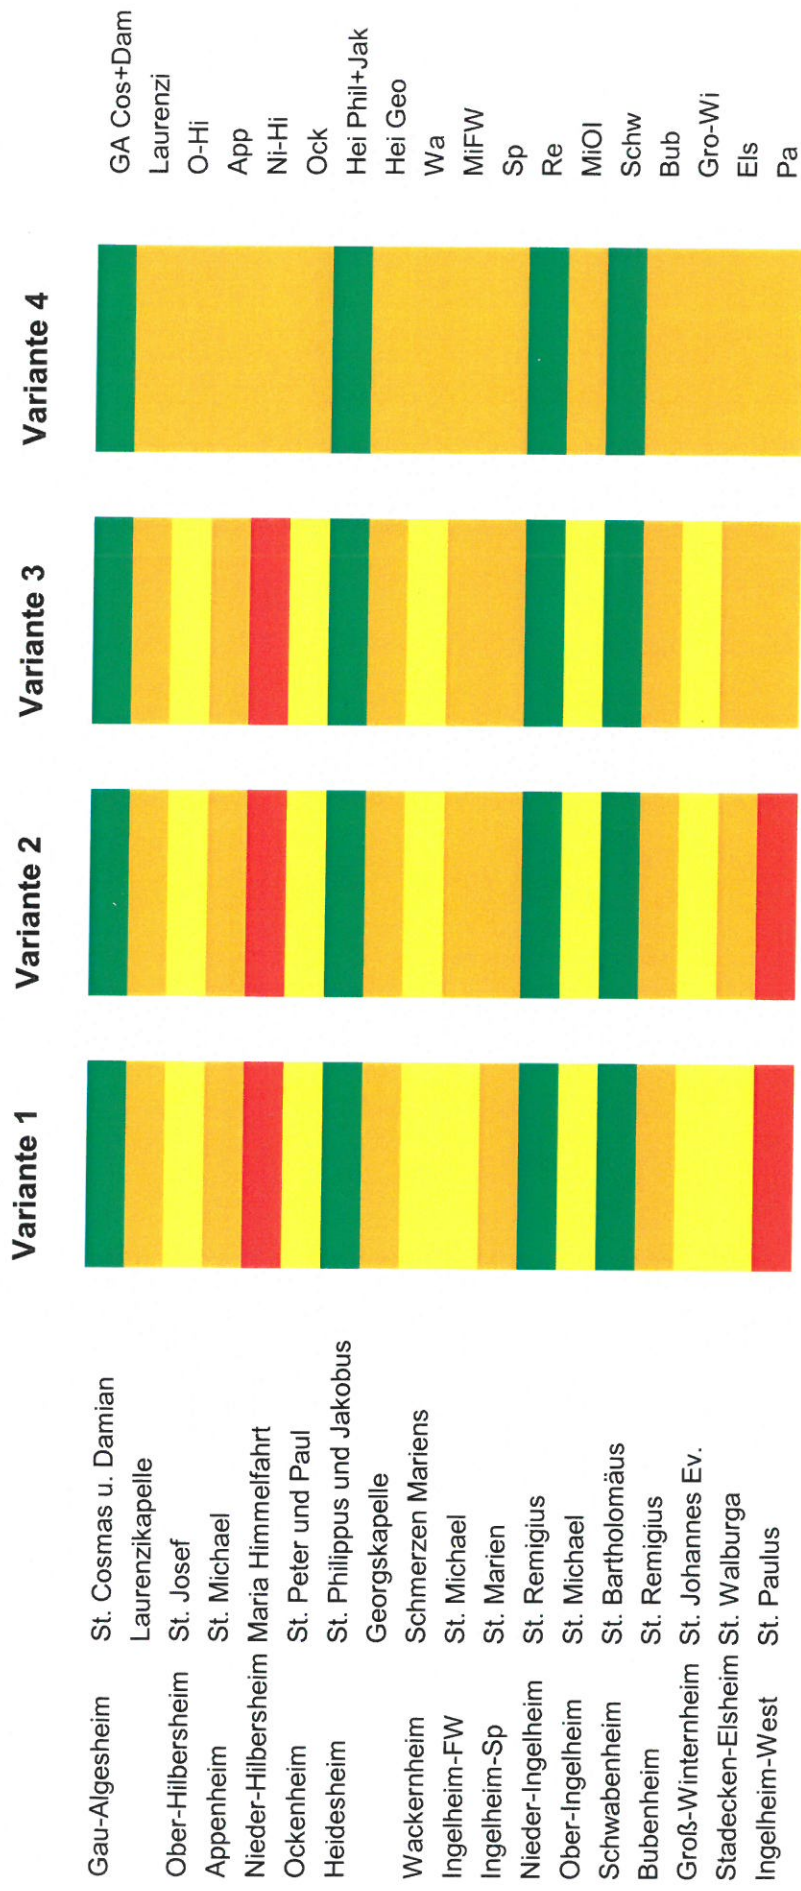 Variante 1 Variante 2 Variante 3 Variante 4
Gau-Algesheim St. Cosmas u. Damian GA Cos+Dam
Laurenzikapelle Laurenzi
Ober-Hilbersheim St. Josef O-Hi
Appenheim St. Michael App
Nieder-Hilbersheim Maria Himmelfahrt Ni-Hi
Ockenheim St. Peter und Paul Ock
Heidesheim St. Philippus und Jakobus Hei Phil+Jak
Georgskapelle Hei Geo
Wackernheim Schmerzen Mariens Wa
Ingelheim-FW St. Michael MiFW
Ingelheim-Sp St. Marien Sp
Nieder-Ingelheim St. Remigius Re
Ober-Ingelheim St. Michael MiOI
Schwabenheim St. Bartholomäus Schw
Bubenheim St. Remigius Bub
Groß-Winternheim St. Johannes Ev. Gro-Wi
Stadecken-Elsheim St. Walburga Els
Ingelheim-West St. Paulus Pa